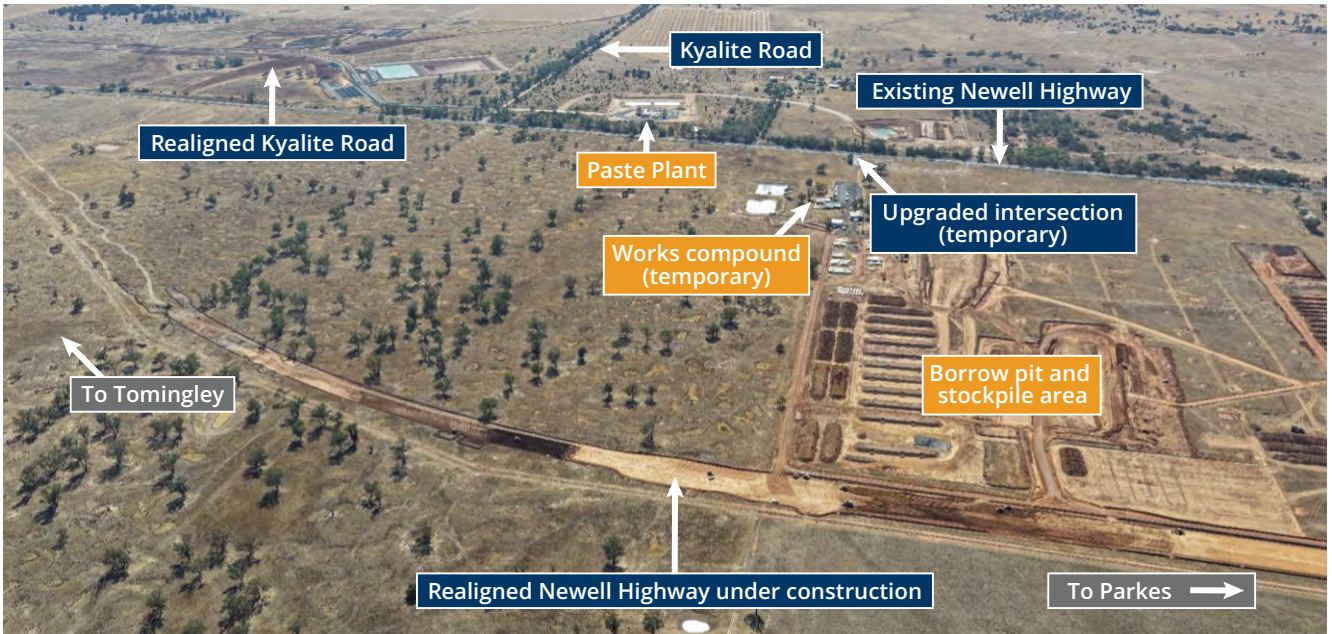 Kyalite Road
Existing Newell Highway
Realigned Kyalite Road
Paste Plant
Upgraded intersection
(temporary)
Works compound
(temporary)
Borrow pit and
stockpile area
To Tomingley
Realigned Newell Highway under construction
To Parkes